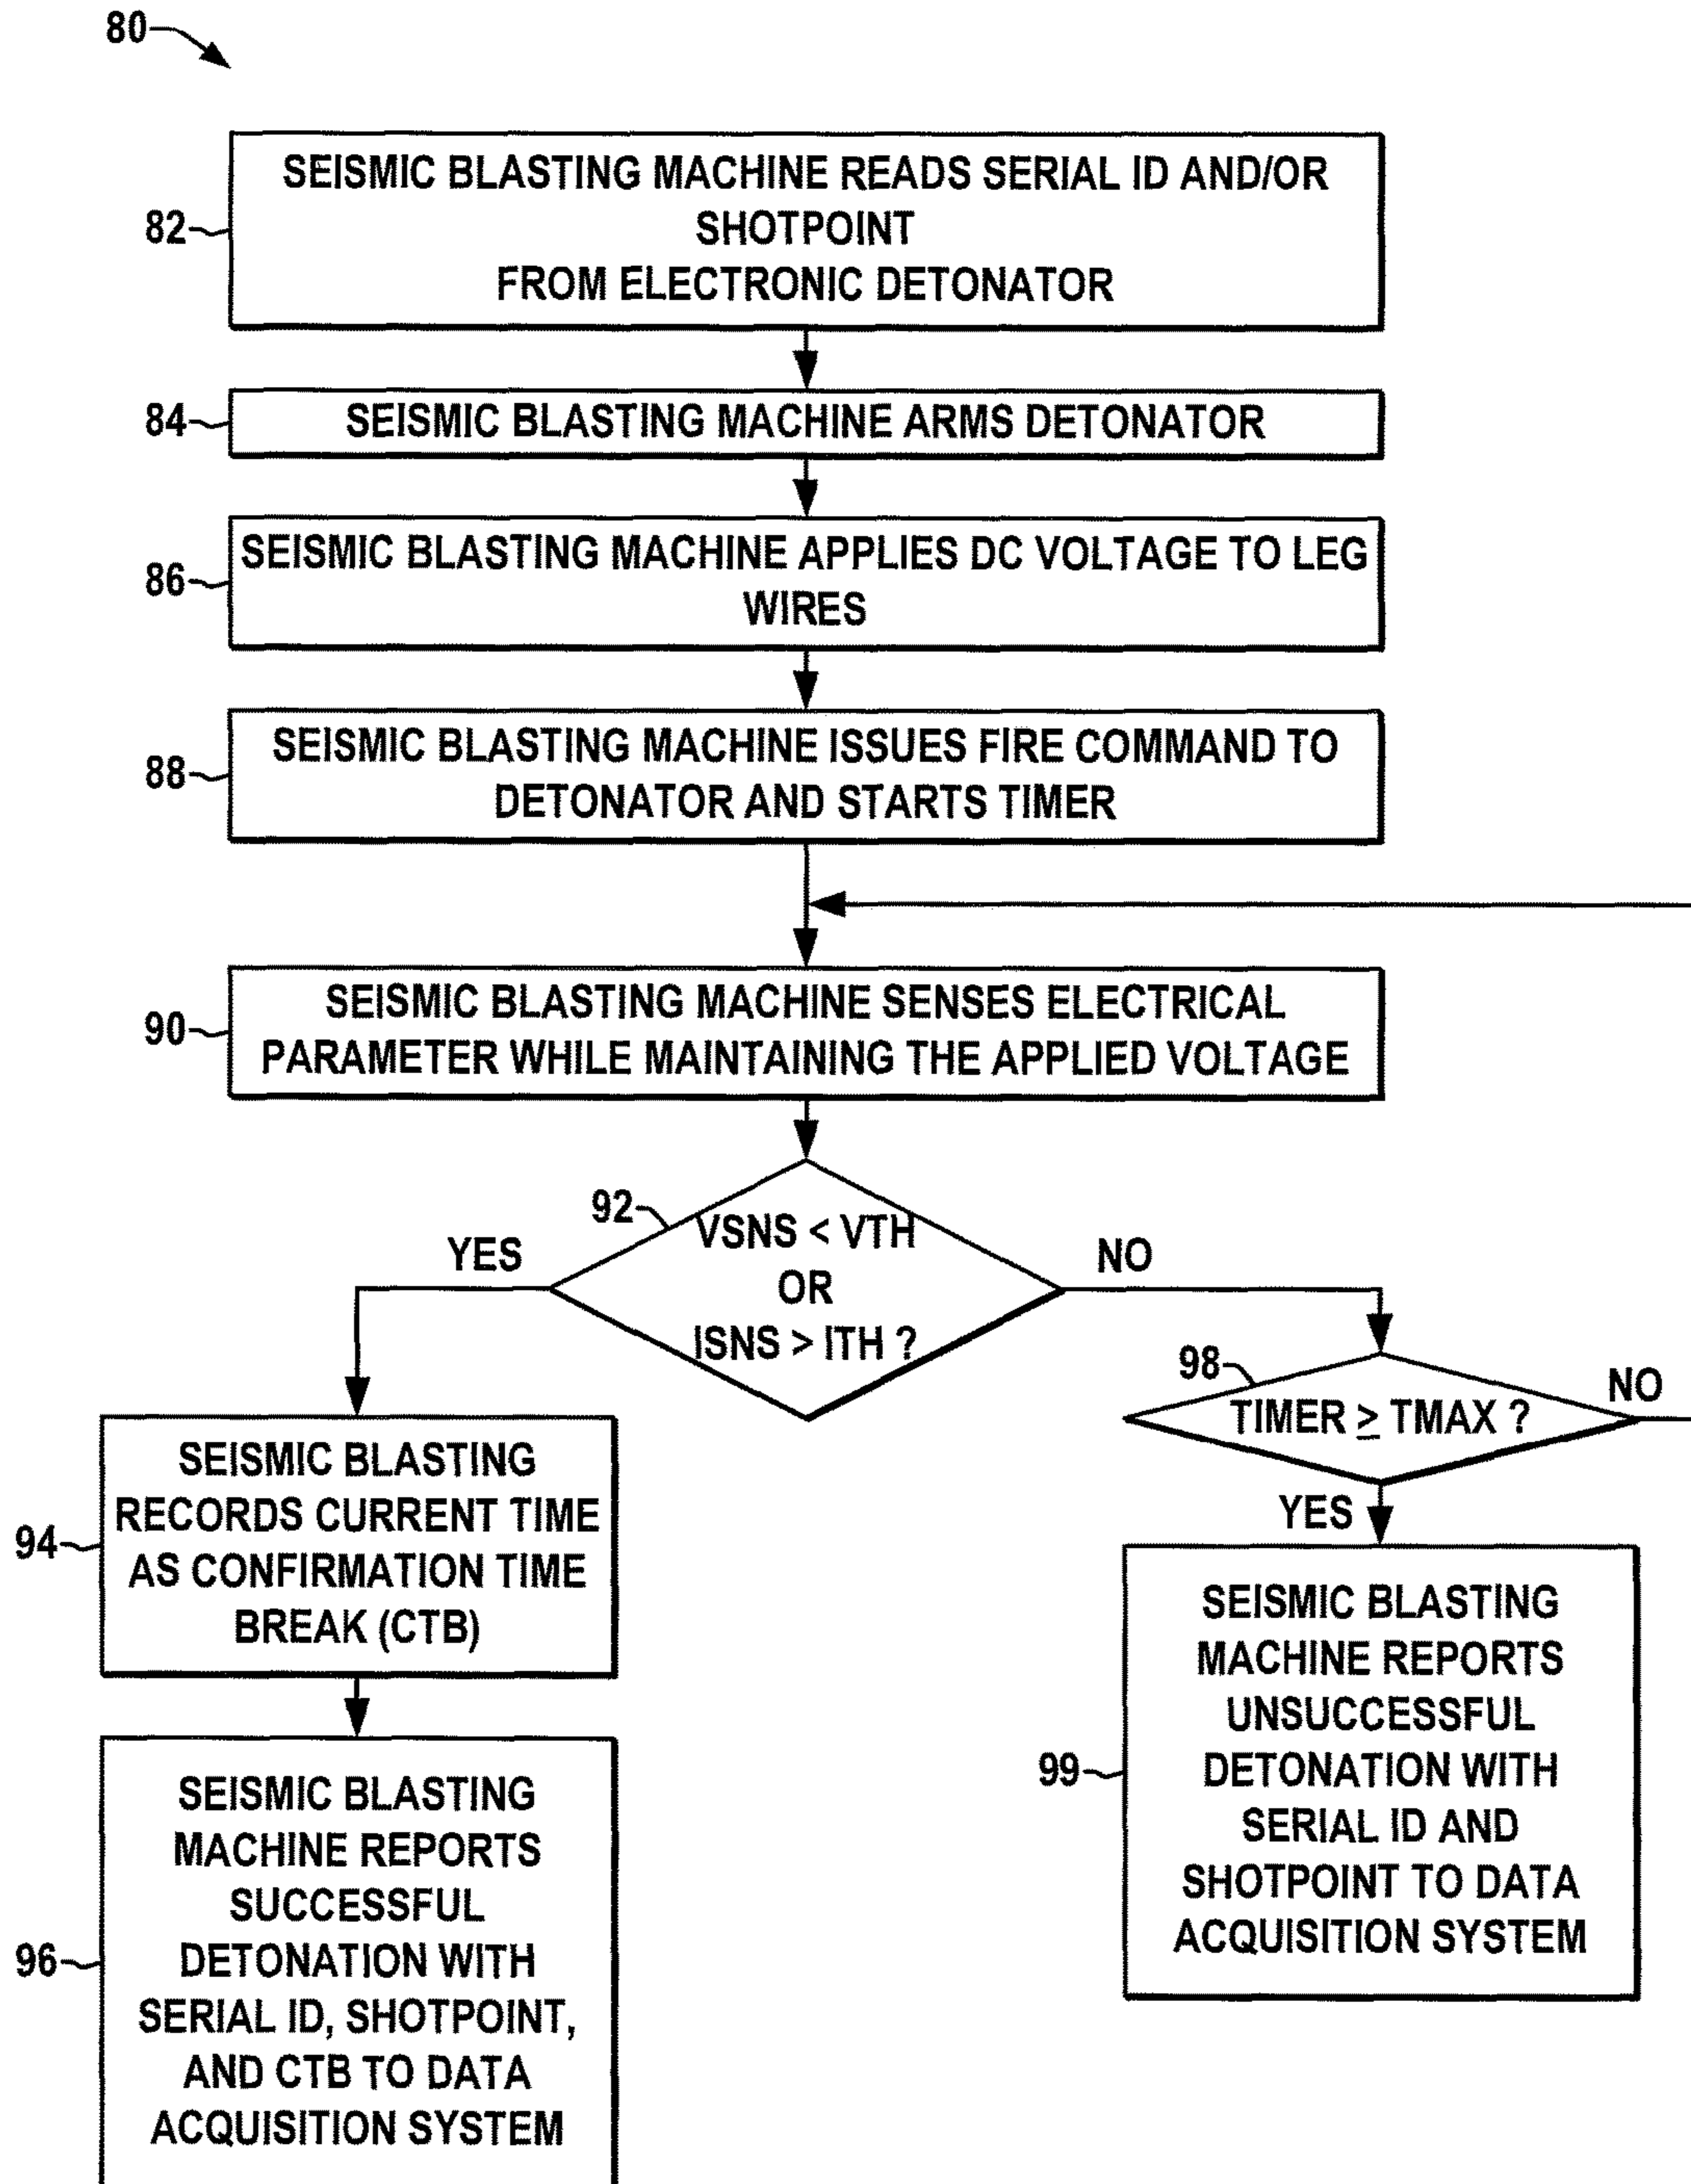 80
SEISMIC BLASTING MACHINE READS SERIAL ID AND/OR
SHOTPOINT
82
FROM ELECTRONIC DETONATOR
84
SEISMIC BLASTING MACHINE ARMS DETONATOR
SEISMIC BLASTING MACHINE APPLIES DC VOLTAGE TO LEG
86
WIRES
SEISMIC BLASTING MACHINE ISSUES FIRE COMMAND TO
88
DETONATOR AND STARTS TIMER
SEISMIC BLASTING MACHINE SENSES ELECTRICAL
90
PARAMETER WHILE MAINTAINING THE APPLIED VOLTAGE
92
VSNS < VTH
OR
ISNS > ITH ?
YES
NO
SEISMIC BLASTING
RECORDS CURRENT TIME
94
AS CONFIRMATION TIME
BREAK (CTB)
SEISMIC BLASTING
MACHINE REPORTS
SUCCESSFUL
DETONATION WITH
96
SERIAL ID, SHOTPOINT,
AND CTB TO DATA
ACQUISITION SYSTEM
98
TIMER ≥ TMAX ?
NO
YES
SEISMIC BLASTING
MACHINE REPORTS
UNSUCCESSFUL
99
DETONATION WITH
SERIAL ID AND
SHOTPOINT TO DATA
ACQUISITION SYSTEM